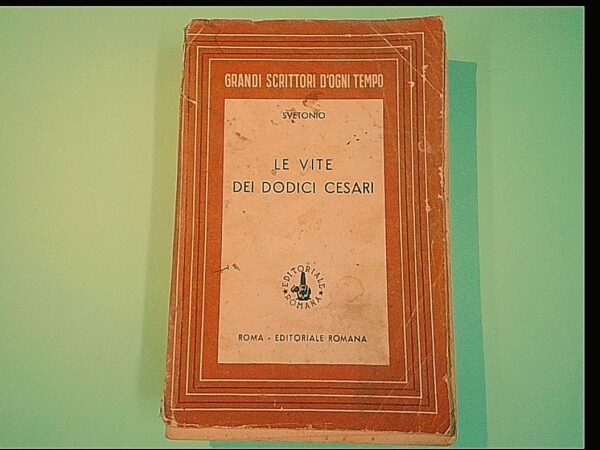 GRANDI SCRITTORI D'OGNI TEMPO
SVETONIO
LE VITE
DEI DODICI CESARI
EDITORIALE
ROMANA
ROMA - EDITORIALE ROMANA